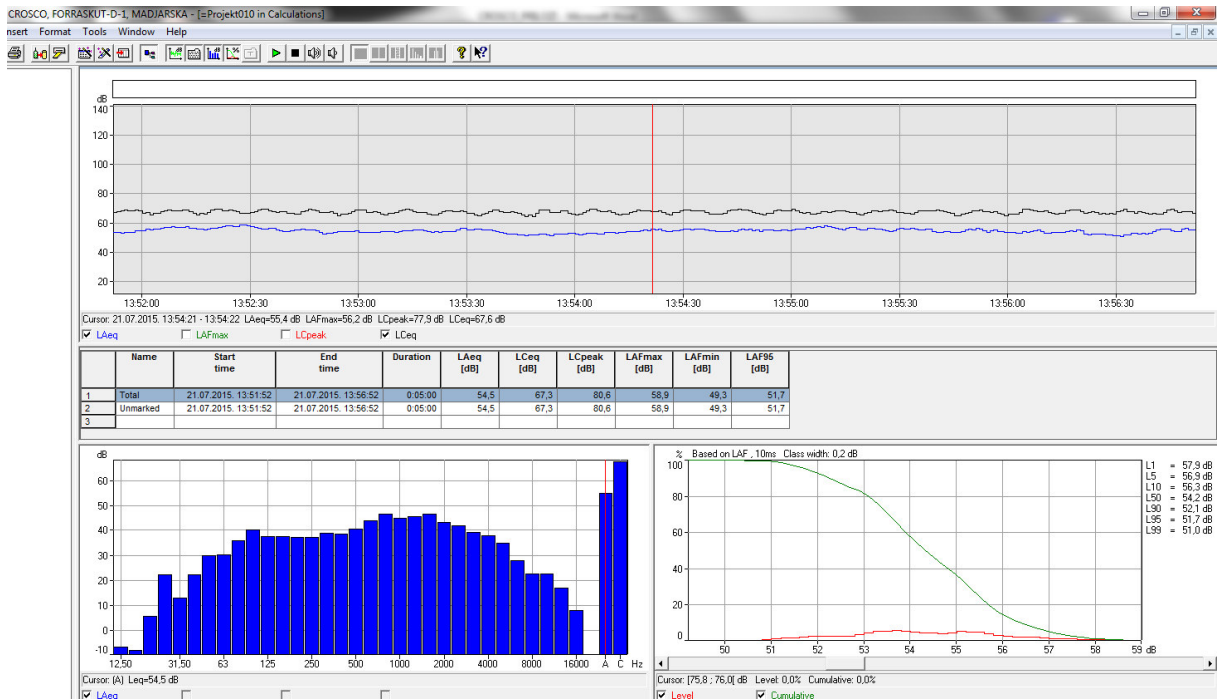 CROSCO, FORRASKUT-D-1, MADJARSKA - [=Projekt010 in Calculations]
nsert Format Tools Window Help
dB
140
120
100
80
60
40
20
13:52:00 13:52:30 13:53:00 13:53:30 13:54:00 13:54:30 13:55:00 13:55:30 13:56:00 13:56:30
Cursor: 21.07.2015. 13:54:21 - 13:54:22 LAeq=55,4 dB LAFmax=56,2 dB LCpeak=77,9 dB LCeq=67,6 dB
LAeq LAFmax LCpeak LCeq
Name Start time End time Duration LAeq [dB] LCeq [dB] LCpeak [dB] LAFmax [dB] LAFmin [dB] LAF95 [dB]
1 Total 21.07.2015. 13:51:52 21.07.2015. 13:56:52 0:05:00 54,5 67,3 80,6 58,9 49,3 51,7
2 Unmarked 21.07.2015. 13:51:52 21.07.2015. 13:56:52 0:05:00 54,5 67,3 80,6 58,9 49,3 51,7
3
dB
60
50
40
30
20
10
0
-10
12,50 31,50 63 125 250 500 1000 2000 4000 8000 16000 A C Hz
Cursor: (A) Leq=54,5 dB
LAeq
% Based on LAF , 10ms Class width: 0,2 dB
100
80
60
40
20
0
50 51 52 53 54 55 56 57 58 59 dB
L1 = 57,9 dB
L5 = 56,9 dB
L10 = 56,3 dB
L50 = 54,2 dB
L90 = 52,1 dB
L95 = 51,7 dB
L99 = 51,0 dB
Cursor: [75,8 ; 76,0[ dB Level: 0,0% Cumulative: 0,0%
Level Cumulative